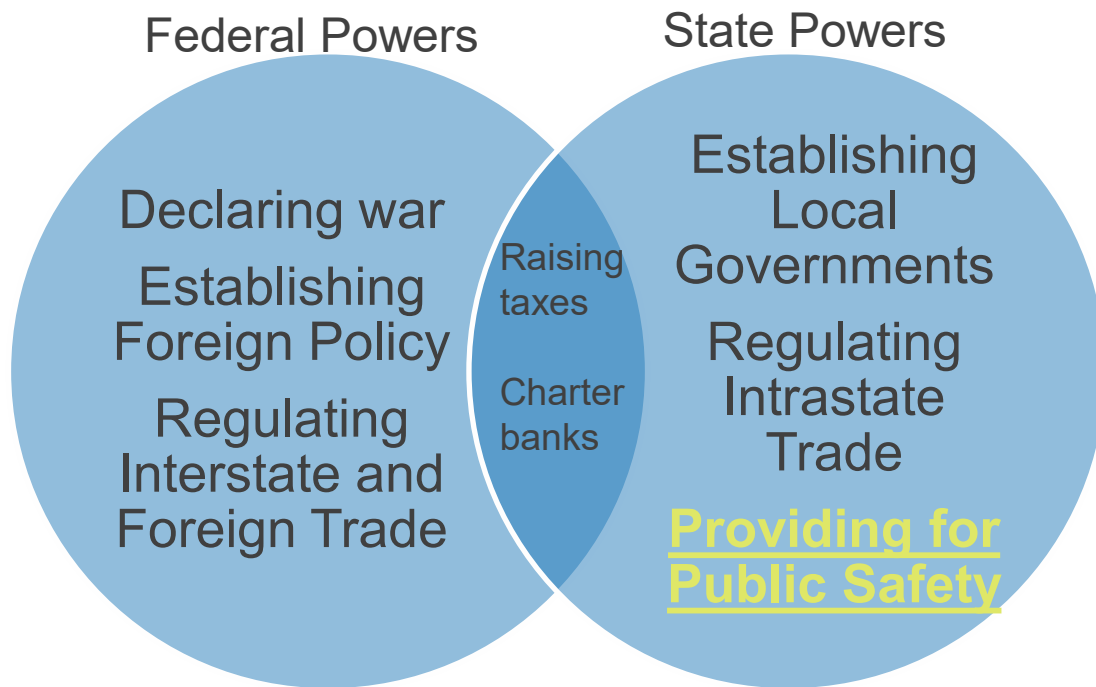 Federal Powers
State Powers
Declaring war
Establishing
Foreign Policy
Regulating
Interstate and
Foreign Trade
Raising
taxes
Charter
banks
Establishing
Local
Governments
Regulating
Intrastate
Trade
Providing for
Public Safety